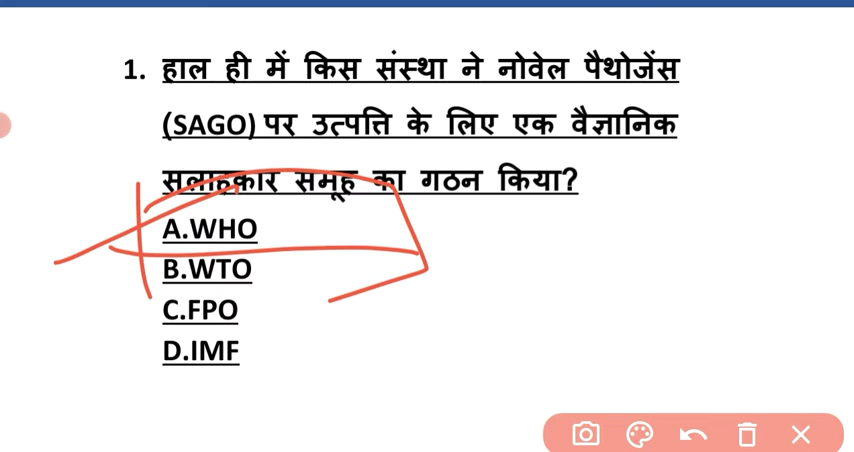 1. हाल ही में किस संस्था ने नोवेल पैथोजेंस
(SAGO) पर उत्पत्ति के लिए एक वैज्ञानिक
सलाहकार समूह का गठन किया?
A.WHO
B.WTO
C.FPO
D.IMF